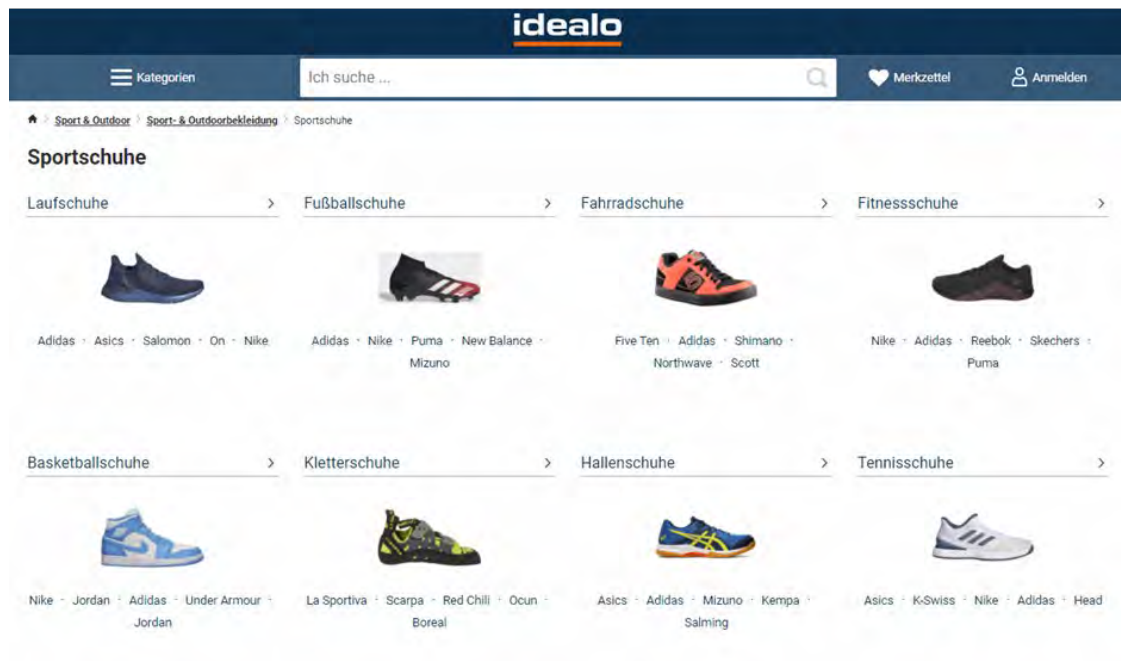 idealo
Kategorien Ich suche ... Merkzettel Anmelden
Sport & Outdoor Sport- & Outdoorbekleidung Sportschuhe
Sportschuhe
Laufschuhe Fußballschuhe Fahrradschuhe Fitnessschuhe
Adidas · Asics · Salomon · On · Nike
Adidas · Nike · Puma · New Balance ·
Mizuno
Five Ten · Adidas · Shimano ·
Northwave · Scott
Nike · Adidas · Reebok · Skechers ·
Puma
Basketballschuhe Kletterschuhe Hallenschuhe Tennisschuhe
Nike · Jordan · Adidas · Under Armour ·
Jordan
La Sportiva · Scarpa · Red Chili · Ocun ·
Boreal
Asics · Adidas · Mizuno · Kempa ·
Salming
Asics · K-Swiss · Nike · Adidas · Head